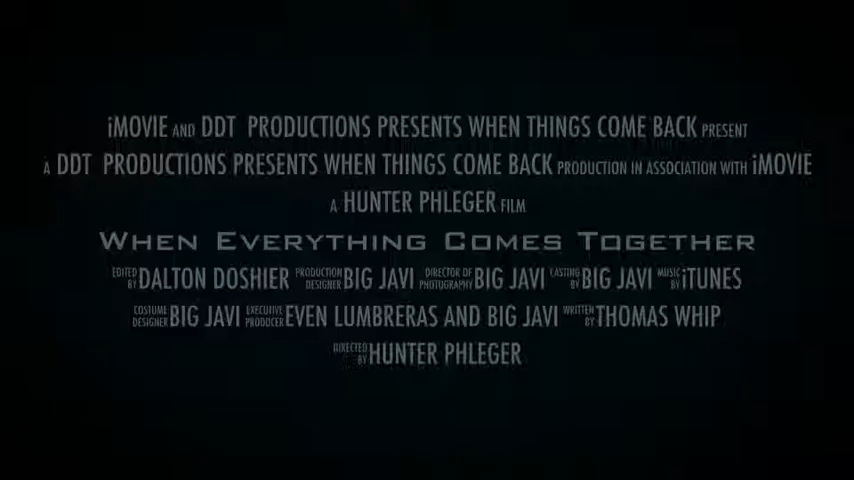 iMOVIE AND DDT PRODUCTIONS PRESENTS WHEN THINGS COME BACK PRESENT
A DDT PRODUCTIONS PRESENTS WHEN THINGS COME BACK PRODUCTION IN ASSOCIATION WITH iMOVIE
A HUNTER PHLEGER FILM
WHEN EVERYTHING COMES TOGETHER
EDITED BY DALTON DOSHIER PRODUCTION DESIGNER BIG JAVI DIRECTOR OF PHOTOGRAPHY BIG JAVI CASTING BY BIG JAVI MUSIC BY iTUNES
COSTUME DESIGNER BIG JAVI EXECUTIVE PRODUCER EVEN LUMBRERAS AND BIG JAVI WRITTEN BY THOMAS WHIP
DIRECTED BY HUNTER PHLEGER